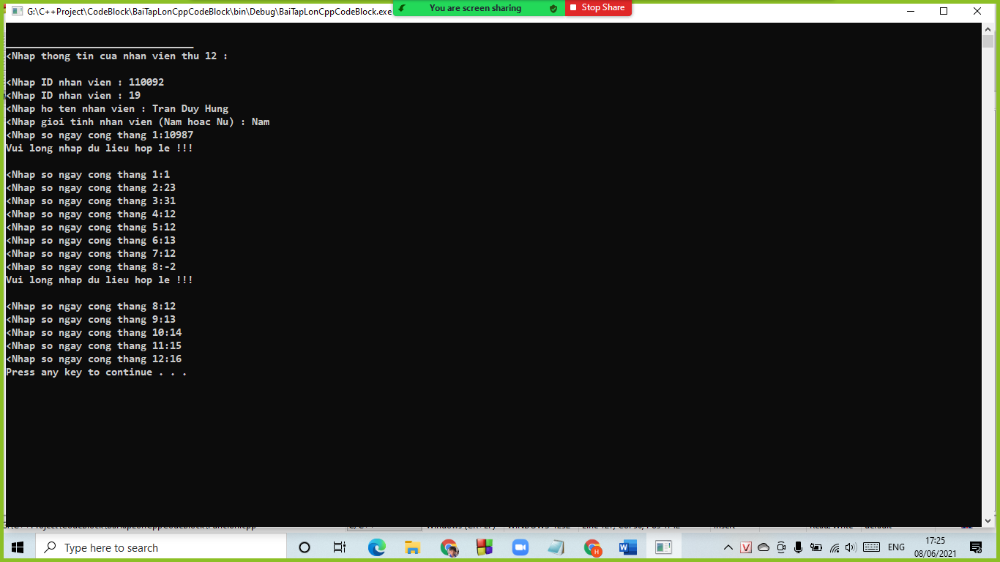 G:\C++Project\CodeBlock\BaiTapLonCppCodeBlock\bin\Debug\BaiTapLonCppCodeBlock.exe
You are screen sharing
Stop Share
<Nhap thong tin cua nhan vien thu 12 :
<Nhap ID nhan vien : 110092
<Nhap ID nhan vien : 19
<Nhap ho ten nhan vien : Tran Duy Hung
<Nhap gioi tinh nhan vien (Nam hoac Nu) : Nam
<Nhap so ngay cong thang 1:10987
Vui long nhap du lieu hop le !!!
<Nhap so ngay cong thang 1:1
<Nhap so ngay cong thang 2:23
<Nhap so ngay cong thang 3:31
<Nhap so ngay cong thang 4:12
<Nhap so ngay cong thang 5:12
<Nhap so ngay cong thang 6:13
<Nhap so ngay cong thang 7:12
<Nhap so ngay cong thang 8:-2
Vui long nhap du lieu hop le !!!
<Nhap so ngay cong thang 8:12
<Nhap so ngay cong thang 9:13
<Nhap so ngay cong thang 10:14
<Nhap so ngay cong thang 11:15
<Nhap so ngay cong thang 12:16
Press any key to continue . . .
Type here to search
ENG
17:25
08/06/2021